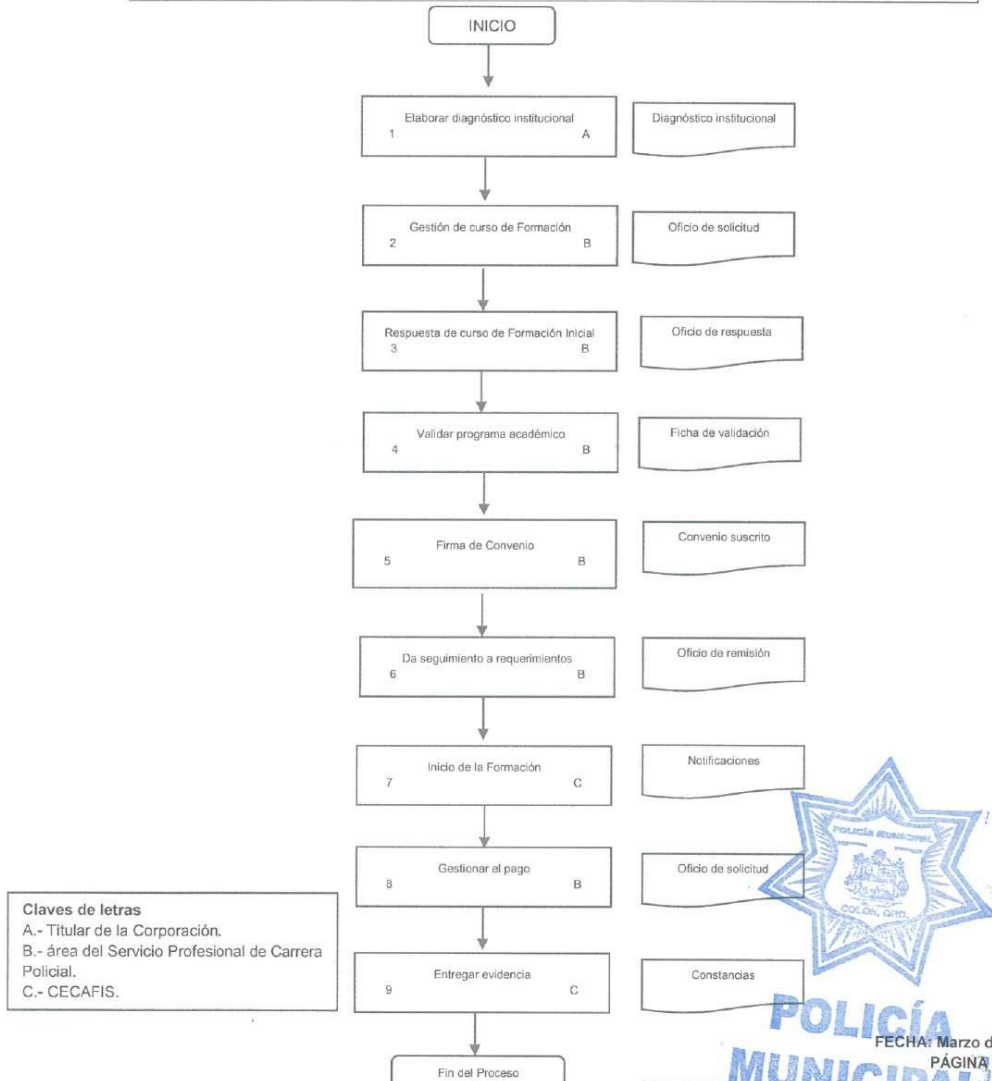 INICIO
Elaborar diagnóstico institucional
1 A
Diagnóstico institucional
Gestión de curso de Formación
2 B
Oficio de solicitud
Respuesta de curso de Formación Inicial
3 B
Oficio de respuesta
Validar programa académico
4 B
Ficha de validación
Firma de Convenio
5 B
Convenio suscrito
Da seguimiento a requerimientos
6 B
Oficio de remisión
Inicio de la Formación
7 C
Notificaciones
Gestionar el pago
8 B
Oficio de solicitud
Entregar evidencia
9 C
Constancias
Fin del Proceso
Claves de letras
A.- Titular de la Corporación.
B.- área del Servicio Profesional de Carrera
Policial.
C.- CECAFIS.
POLICÍA MUNICIPAL
COLÓN, QRO.
POLICÍA
MUNICIPAL
FECHA: Marzo d
PÁGINA